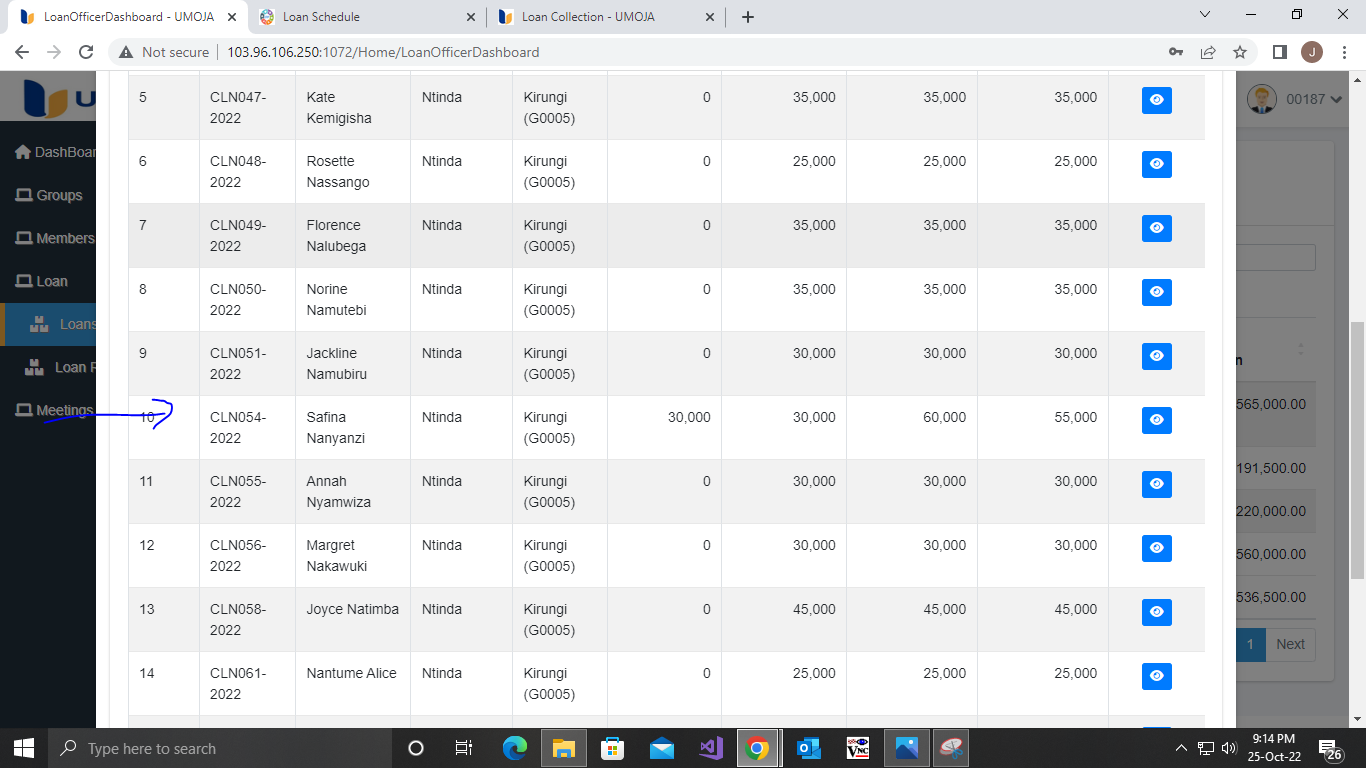 LoanOfficerDashboard - UMOJA
Loan Schedule
Loan Collection - UMOJA
Not secure
103.96.106.250:1072/Home/LoanOfficerDashboard
J
U
00187
DashBoar
Groups
Members
Loan
Loans
Loan R
Meetings
5 CLN047- Kate Ntinda Kirungi 0 35,000 35,000 35,000
2022 Kemigisha (G0005)
6 CLN048- Rosette Ntinda Kirungi 0 25,000 25,000 25,000
2022 Nassango (G0005)
7 CLN049- Florence Ntinda Kirungi 0 35,000 35,000 35,000
2022 Nalubega (G0005)
8 CLN050- Norine Ntinda Kirungi 0 35,000 35,000 35,000
2022 Namutebi (G0005)
9 CLN051- Jackline Ntinda Kirungi 0 30,000 30,000 30,000
2022 Namubiru (G0005)
10 CLN054- Safina Ntinda Kirungi 30,000 30,000 60,000 55,000
2022 Nanyanzi (G0005)
11 CLN055- Annah Ntinda Kirungi 0 30,000 30,000 30,000
2022 Nyamwiza (G0005)
12 CLN056- Margret Ntinda Kirungi 0 30,000 30,000 30,000
2022 Nakawuki (G0005)
13 CLN058- Joyce Natimba Ntinda Kirungi 0 45,000 45,000 45,000
2022 (G0005)
14 CLN061- Nantume Alice Ntinda Kirungi 0 25,000 25,000 25,000
2022 (G0005)
n
565,000.00
191,500.00
220,000.00
560,000.00
536,500.00
1 Next
Type here to search
VNC
9:14 PM
25-Oct-22
26